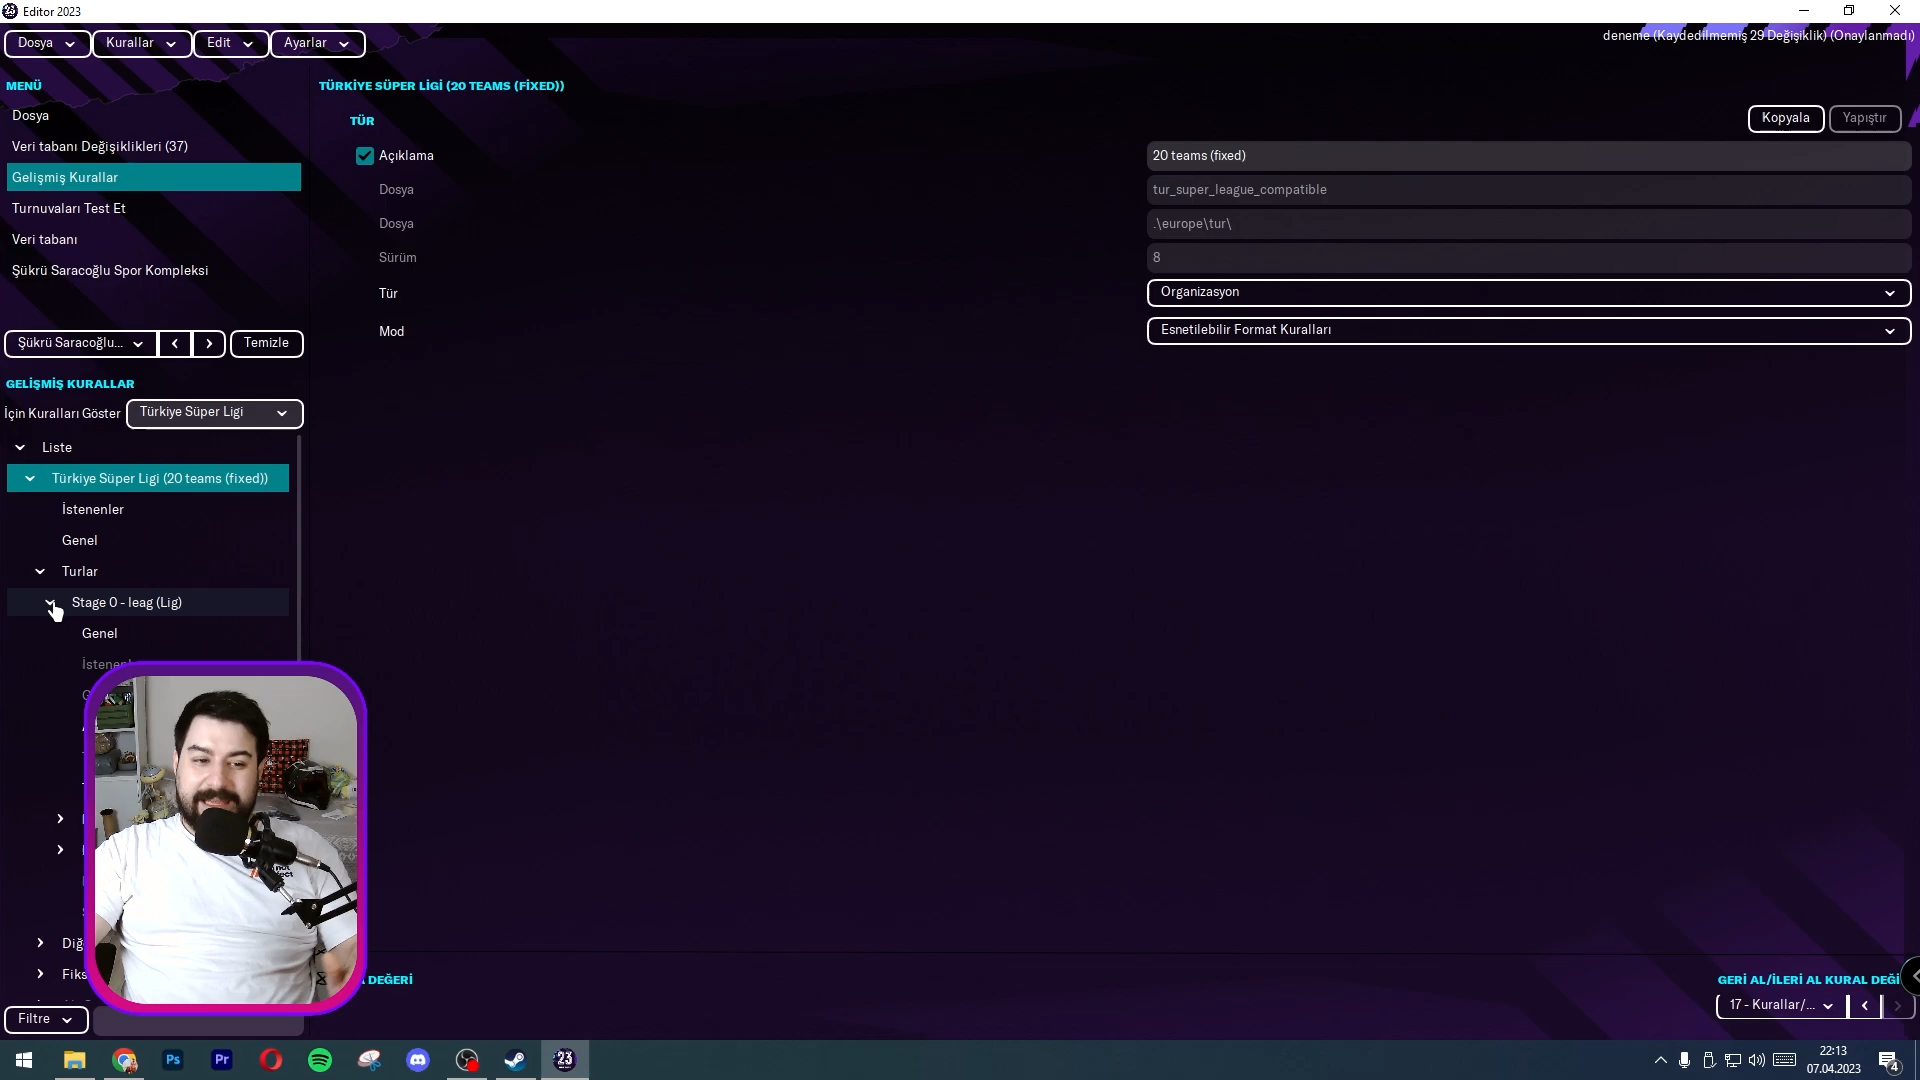 Editor 2023
Dosya
Kurallar
Edit
Ayarlar
deneme (Kaydedilmemiş 29 Değişiklik) (Onaylanmadı)
MENÜ
Dosya
Veri tabanı Değişiklikleri (37)
Gelişmiş Kurallar
Turnuvaları Test Et
Veri tabanı
Şükrü Saracoğlu Spor Kompleksi
Şükrü Saracoğlu...
Temizle
GELİŞMİŞ KURALLAR
İçin Kuralları Göster
Türkiye Süper Ligi
Liste
Türkiye Süper Ligi (20 teams (fixed))
İstenenler
Genel
Turlar
Stage 0 - leag (Lig)
Genel
Filtre
TÜRKİYE SÜPER LİGİ (20 TEAMS (FİXED))
TÜR
Kopyala
Yapıştır
Açıklama
20 teams (fixed)
Dosya
tur_super_league_compatible
Dosya
.\europe\tur\
Sürüm
8
Tür
Organizasyon
Mod
Esnetilebilir Format Kuralları
DEĞERİ
GERİ AL/İLERİ AL KURAL DEĞİ
17 - Kurallar/...
Ps
Pr
23
22:13
07.04.2023
4